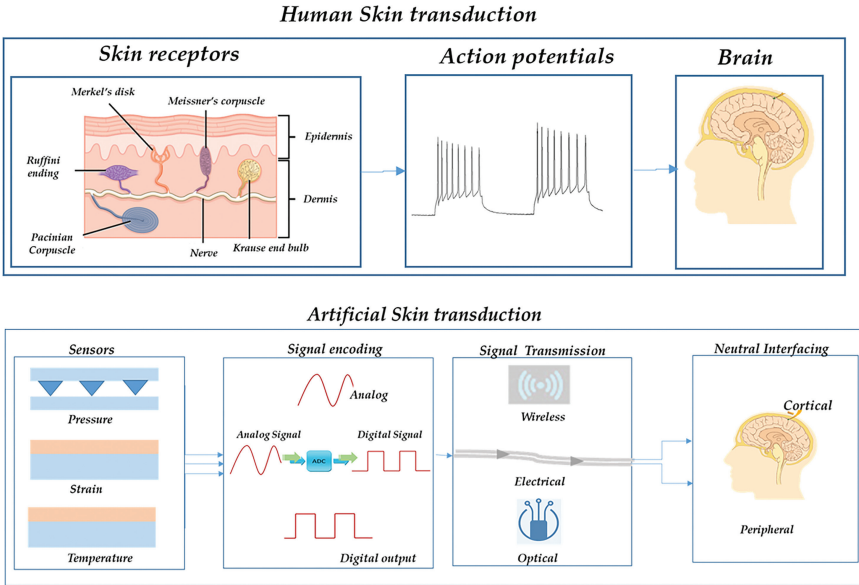 Human Skin transduction
Skin receptors
Action potentials
Brain
Merkel's disk
Meissner's corpuscle
Epidermis
Ruffini
ending
Dermis
Pacinian
Corpuscle
Nerve
Krause end bulb
Artificial Skin transduction
Sensors
Signal encoding
Signal Transmission
Neutral Interfacing
Pressure
Strain
Temperature
Analog
Analog Signal
Digital Signal
ADC
Digital output
Wireless
Electrical
Optical
Cortical
Peripheral